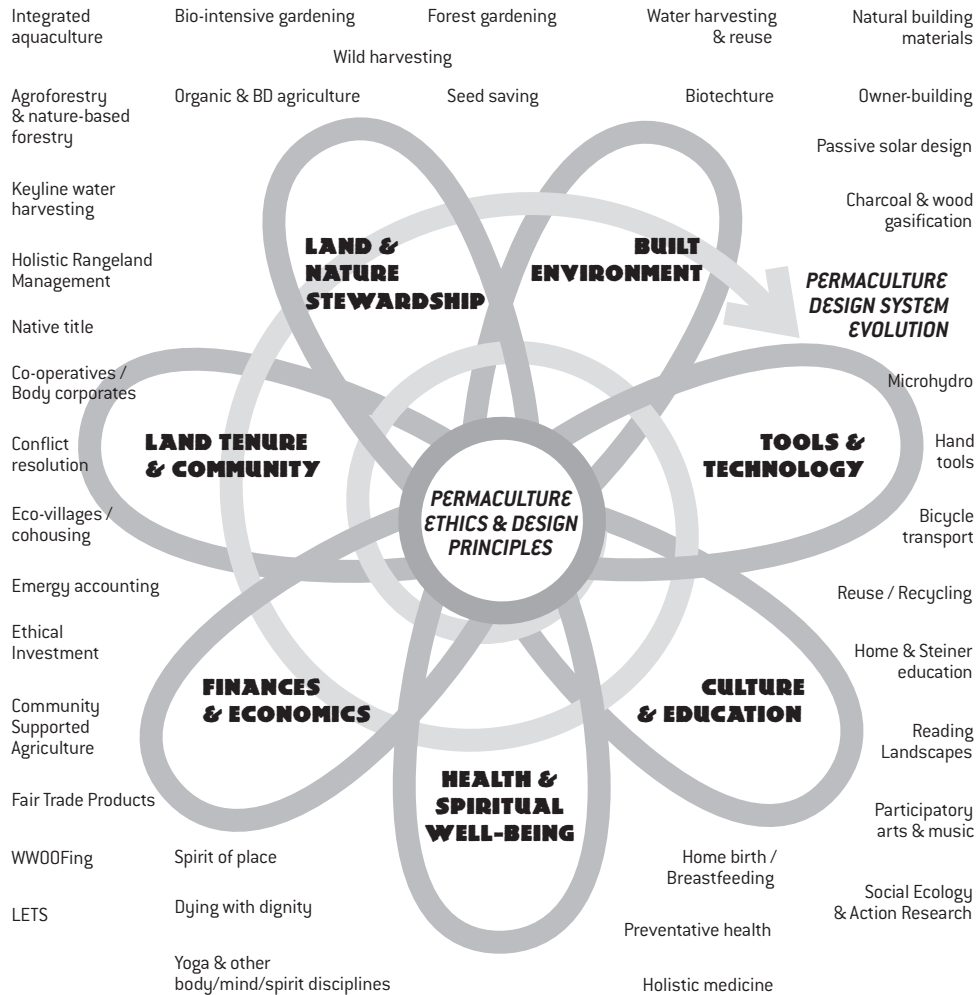 Integrated
aquaculture
Bio-intensive gardening
Forest gardening
Water harvesting
& reuse
Natural building
materials
Wild harvesting
Agroforestry
& nature-based
forestry
Organic & BD agriculture
Seed saving
Biotechture
Owner-building
Passive solar design
Keyline water
harvesting
Charcoal & wood
gasification
LAND &
NATURE
STEWARDSHIP
BUILT
ENVIRONMENT
Holistic Rangeland
Management
PERMACULTURE
DESIGN SYSTEM
EVOLUTION
Native title
Co-operatives /
Body corporates
Microhydro
LAND TENURE
& COMMUNITY
TOOLS &
TECHNOLOGY
Conflict
resolution
Hand
tools
PERMACULTURE
ETHICS & DESIGN
PRINCIPLES
Eco-villages /
cohousing
Bicycle
transport
Emergy accounting
Reuse / Recycling
Ethical
Investment
Home & Steiner
education
FINANCES
& ECONOMICS
CULTURE
& EDUCATION
Community
Supported
Agriculture
Reading
Landscapes
HEALTH &
SPIRITUAL
WELL-BEING
Fair Trade Products
Participatory
arts & music
WWOOFing
Spirit of place
Home birth /
Breastfeeding
LETS
Dying with dignity
Social Ecology
& Action Research
Preventative health
Yoga & other
body/mind/spirit disciplines
Holistic medicine